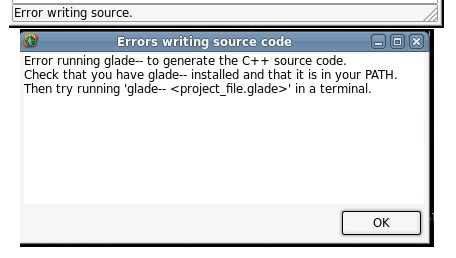 Error writing source.
Errors writing source code
Error running glade-- to generate the C++ source code.
Check that you have glade-- installed and that it is in your PATH.
Then try running 'glade-- <project_file.glade>' in a terminal.
OK